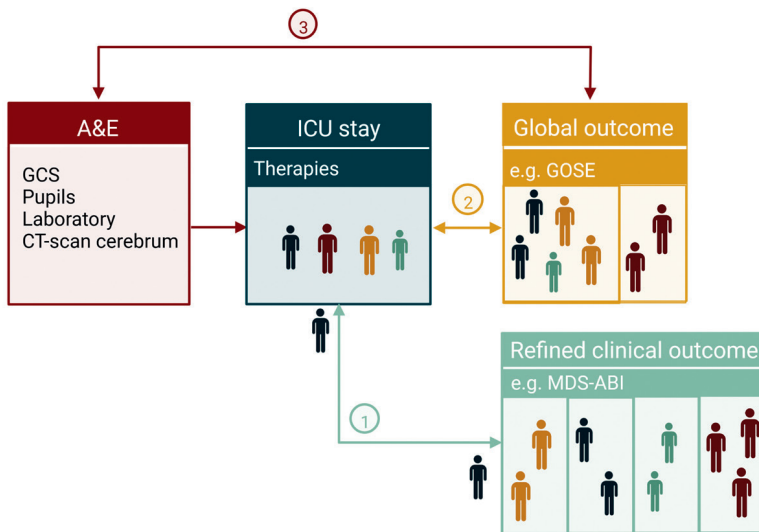 3
A&E
GCS
Pupils
Laboratory
CT-scan cerebrum
ICU stay
Therapies
2
Global outcome
e.g. GOSE
1
Refined clinical outcome
e.g. MDS-ABI